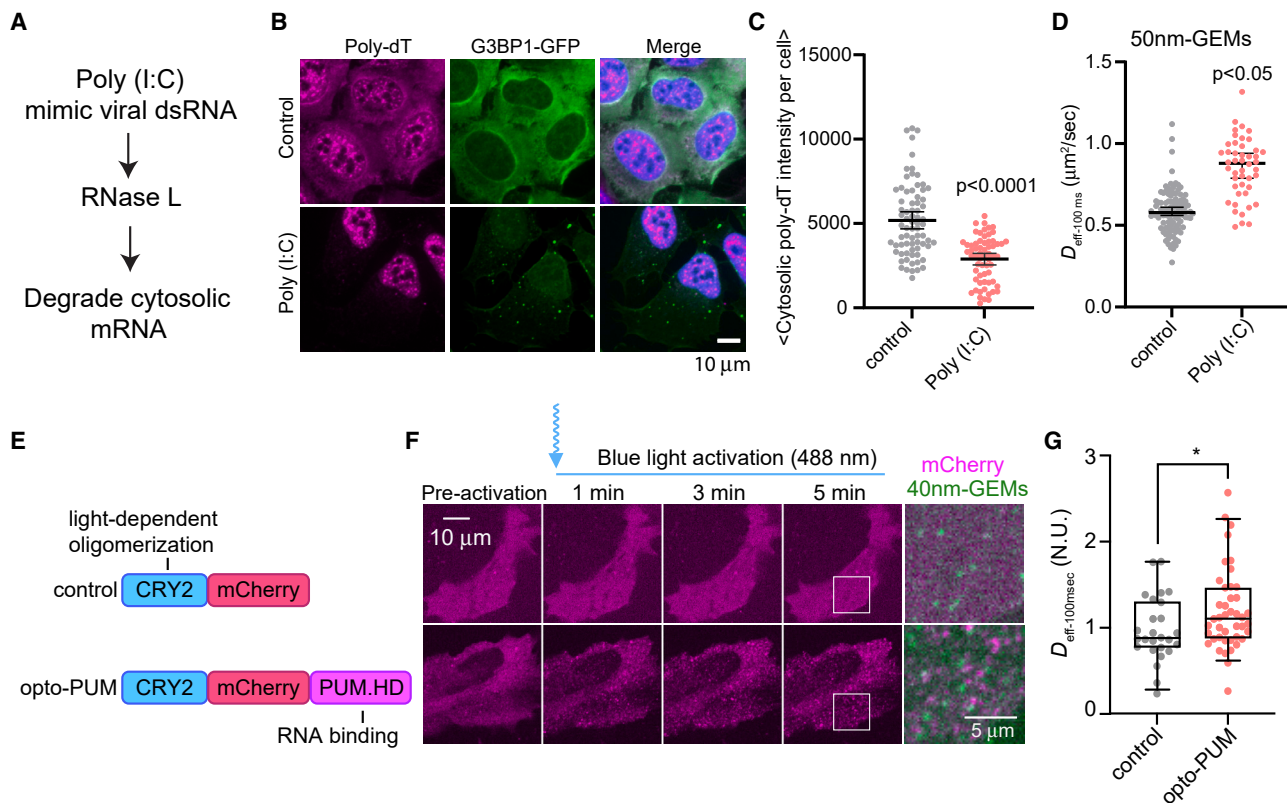 A
Poly (I:C)
mimic viral dsRNA
RNase L
Degrade cytosolic
mRNA
B
Poly-dT
G3BP1-GFP
Merge
Control
Poly (I:C)
10 μm
C
<Cytosolic poly-dT intensity per cell>
15000
10000
5000
0
p<0.0001
control
Poly (I:C)
D
50nm-GEMs
D eff-100 ms (μm²/sec)
1.5
1.0
0.5
0.0
p<0.05
control
Poly (I:C)
E
light-dependent
oligomerization
control CRY2 mCherry
opto-PUM CRY2 mCherry PUM.HD
RNA binding
F
Blue light activation (488 nm)
Pre-activation 1 min 3 min 5 min
mCherry
40nm-GEMs
10 μm
5 μm
G
D eff-100msec (N.U.)
3
2
1
0
*
control
opto-PUM